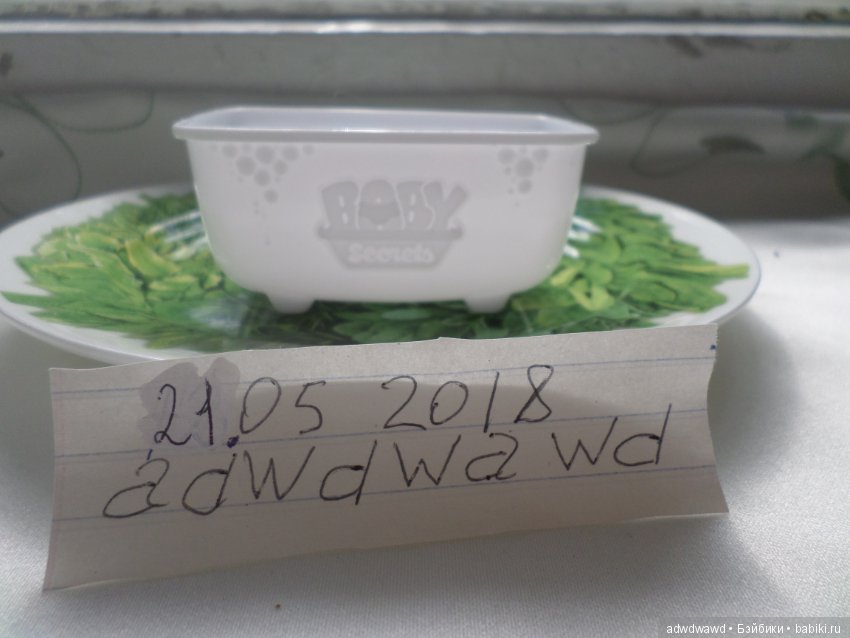 BABY
Secrets
21.05 2018
adwdwawd
adwdwawd • Бэйбики • babiki.ru